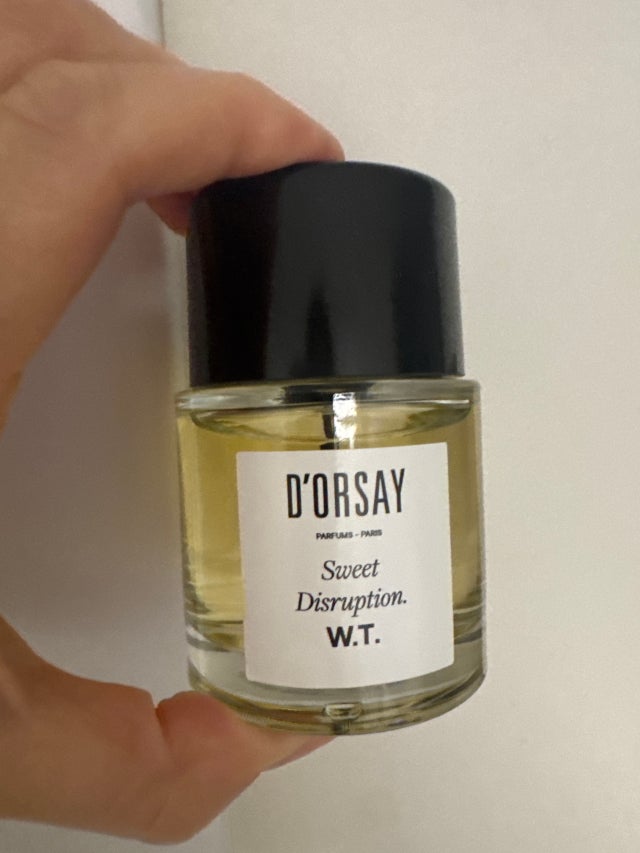 D'ORSAY
PARFUMS - PARIS
Sweet
Disruption.
W.T.